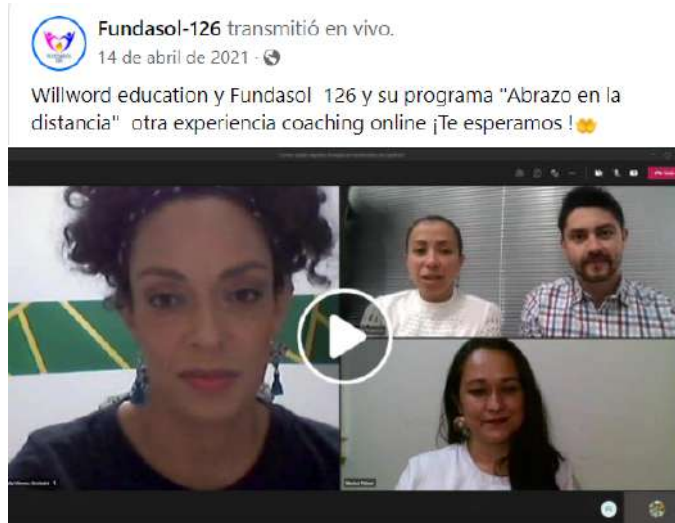 Fundasol-126 transmitió en vivo.
14 de abril de 2021 ·
Willword education y Fundasol 126 y su programa "Abrazo en la
distancia" otra experiencia coaching online ¡Te esperamos !